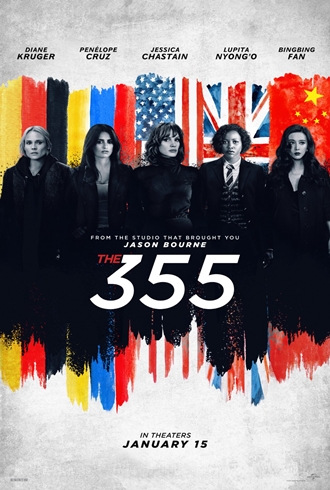 DIANE KRUGER
PENÉLOPE CRUZ
JESSICA CHASTAIN
LUPITA NYONG'O
BINGBING FAN
FROM THE STUDIO THAT BROUGHT YOU
JASON BOURNE
THE 355
IN THEATERS
JANUARY 15